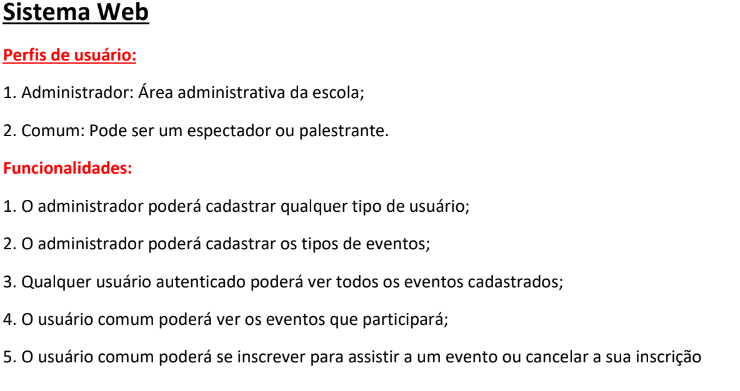 Sistema Web
Perfis de usuário:
1. Administrador: Área administrativa da escola;
2. Comum: Pode ser um espectador ou palestrante.
Funcionalidades:
1. O administrador poderá cadastrar qualquer tipo de usuário;
2. O administrador poderá cadastrar os tipos de eventos;
3. Qualquer usuário autenticado poderá ver todos os eventos cadastrados;
4. O usuário comum poderá ver os eventos que participará;
5. O usuário comum poderá se inscrever para assistir a um evento ou cancelar a sua inscrição